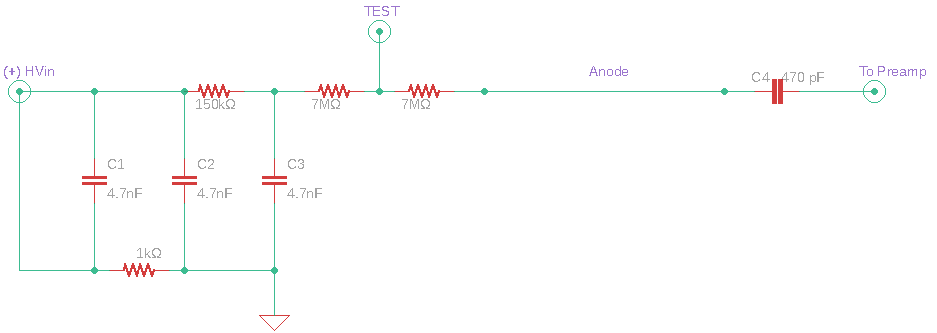 TEST
(+) HVin
Anode
C4 470 pF
To Preamp
150kΩ
7MΩ
7MΩ
C1
4.7nF
C2
4.7nF
C3
4.7nF
1kΩ